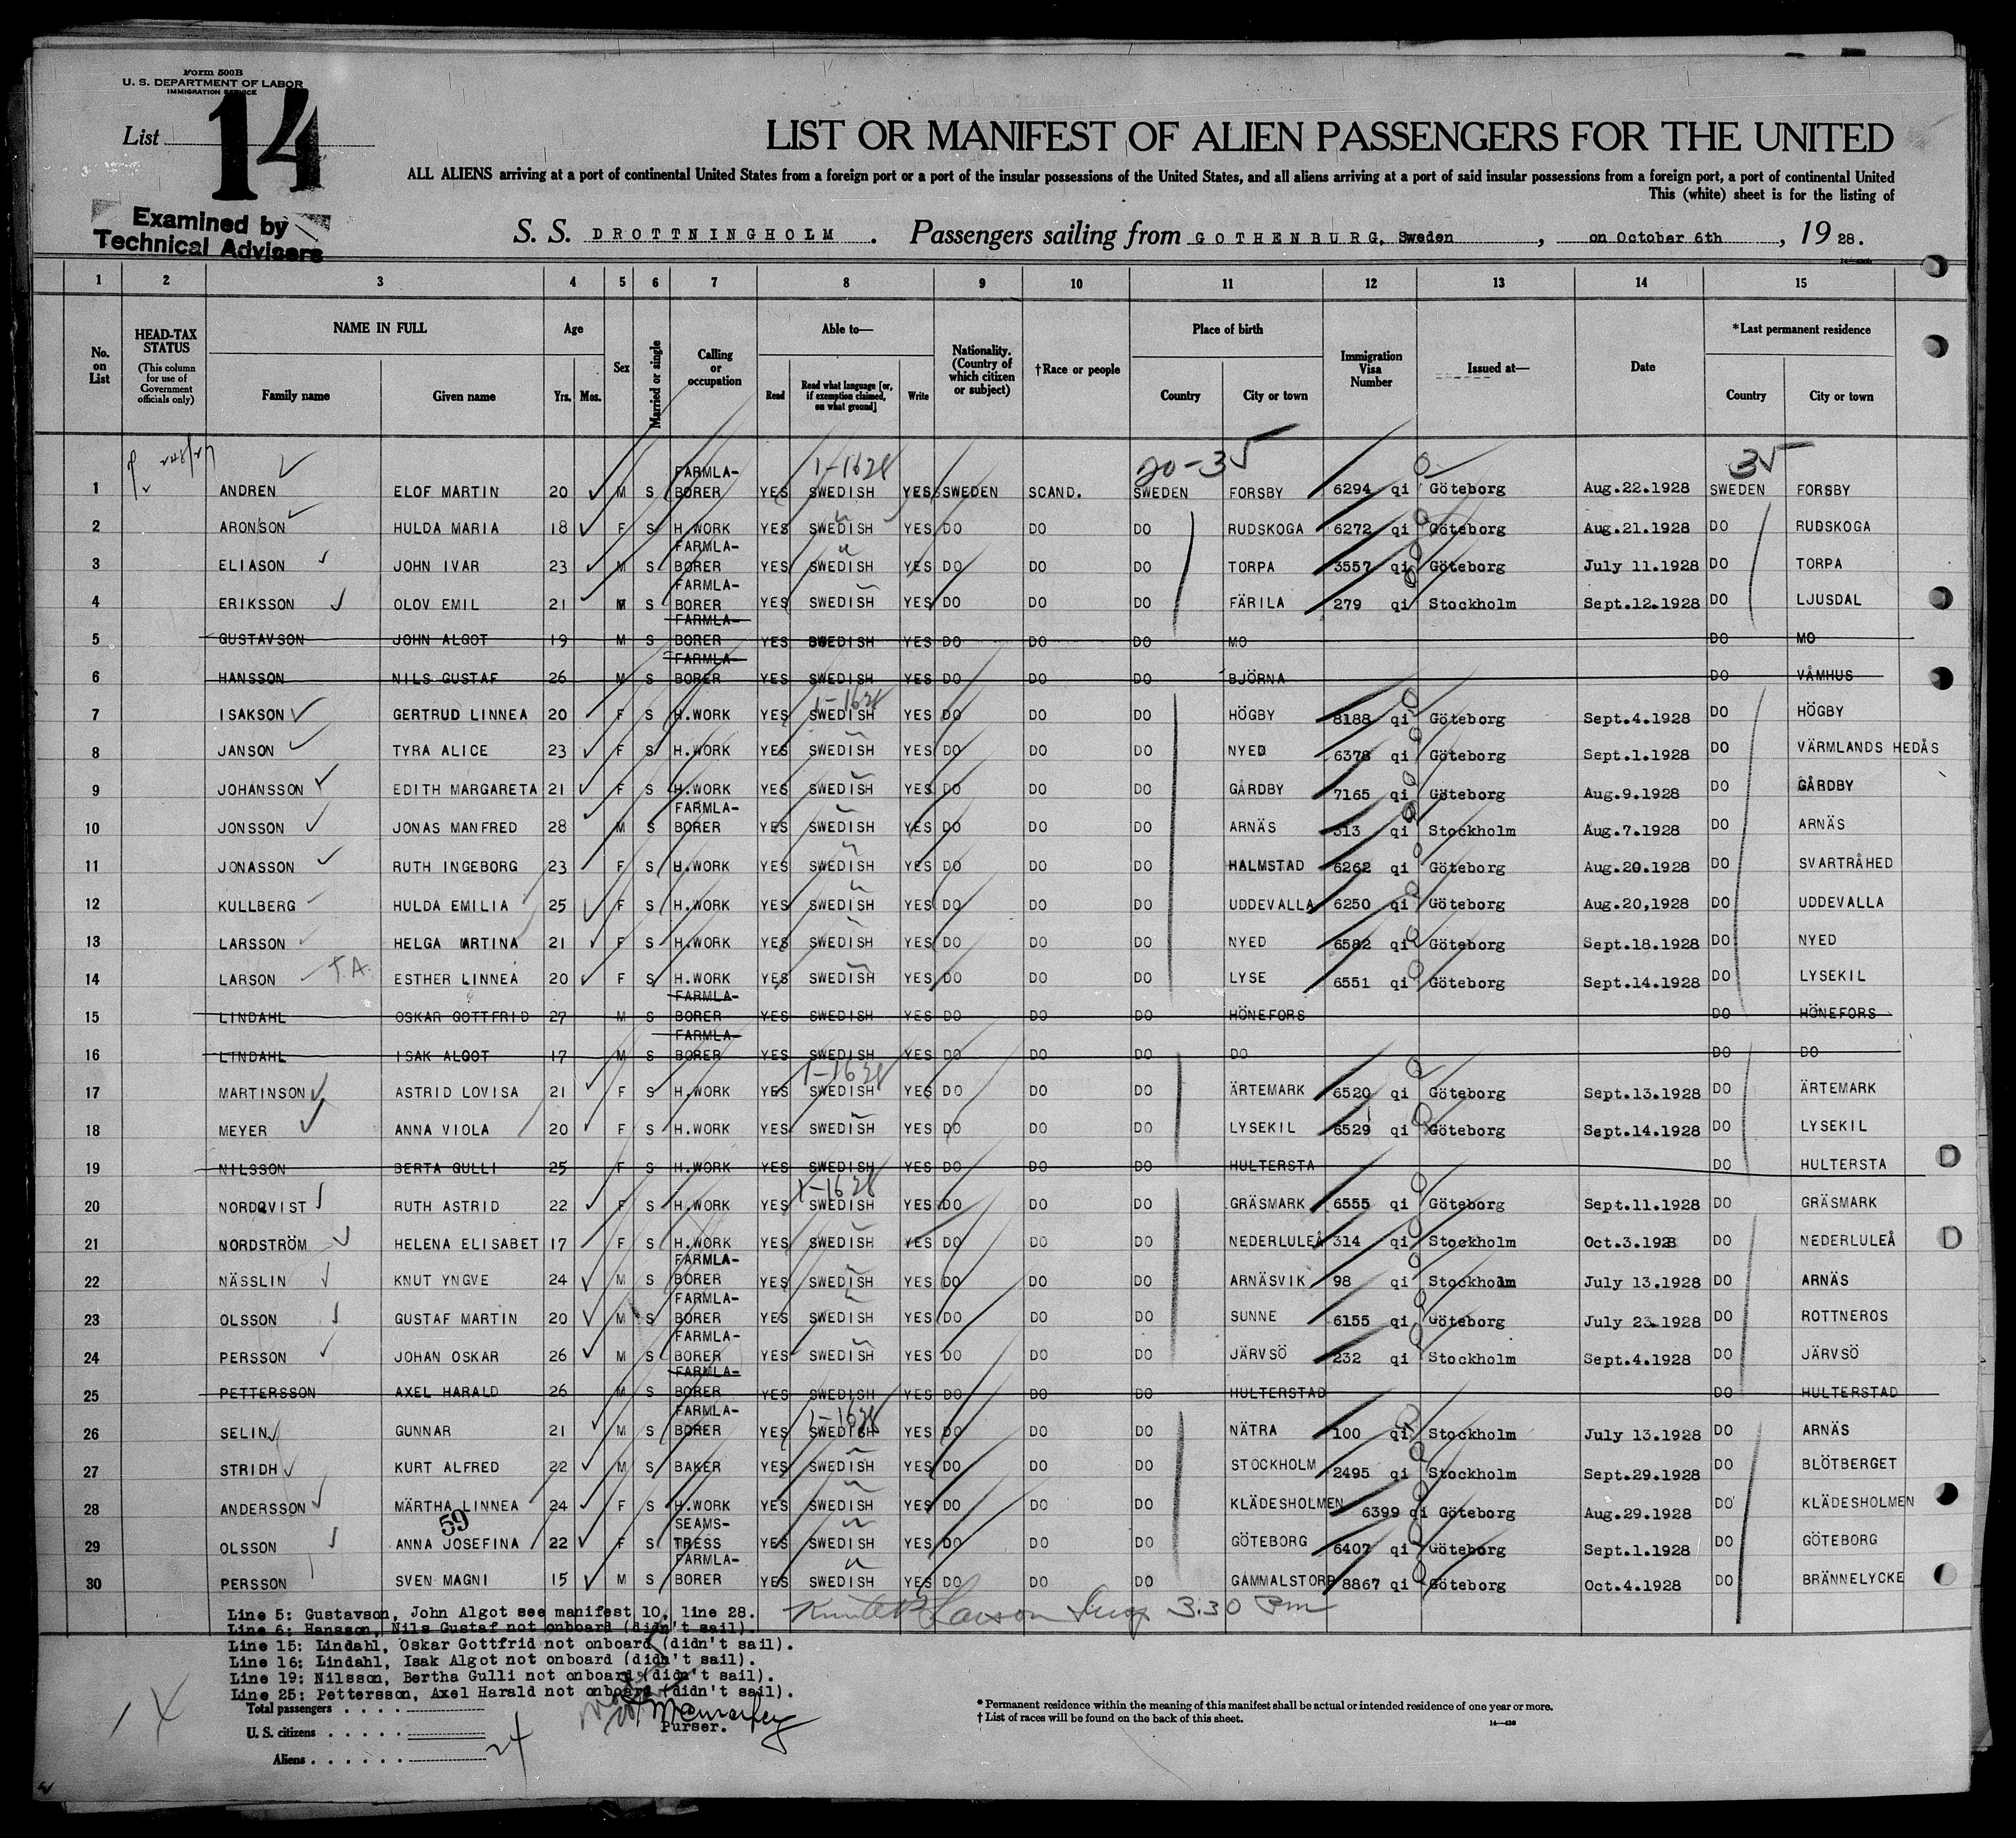 Form 500B
U. S. DEPARTMENT OF LABOR
IMMIGRATION SERVICE
List 14
Examined by
Technical Advisers
LIST OR MANIFEST OF ALIEN PASSENGERS FOR THE UNITED
ALL ALIENS arriving at a port of continental United States from a foreign port or a port of the insular possessions of the United States, and all aliens arriving at a port of said insular possessions from a foreign port, a port of continental United
This (white) sheet is for the listing of
S. S. DROTTNINGHOLM. Passengers sailing from GOTHENBURG, Sweden, on October 6th, 1928.
1 2 3 4 5 6 7 8 9 10 11 12 13 14 15
No. on List
HEAD-TAX STATUS (This column for use of Government officials only)
NAME IN FULL Family name Given name
Age Yrs. Mos.
Sex
Married or single
Calling or occupation
Able to— Read Read what language [or, if exemption claimed, on what ground] Write
Nationality. (Country of which citizen or subject)
†Race or people
Place of birth Country City or town
Immigration Visa Number
Issued at—
Date
*Last permanent residence Country City or town
1-1628 20-35 35
1 ANDREN ELOF MARTIN 20 M S FARMLA-BORER YES SWEDISH YES SWEDEN SCAND. SWEDEN FORSBY 6294 qi Göteborg Aug.22.1928 SWEDEN FORSBY
2 ARONSON HULDA MARIA 18 F S H.WORK YES SWEDISH YES DO DO DO RUDSKOGA 6272 qi Göteborg Aug.21.1928 DO RUDSKOGA
3 ELIASON JOHN IVAR 23 M S FARMLA-BORER YES SWEDISH YES DO DO DO TORPA 3557 qi Göteborg July 11.1928 DO TORPA
4 ERIKSSON OLOV EMIL 21 M S FARMLA-BORER YES SWEDISH YES DO DO DO FÄRILA 279 qi Stockholm Sept.12.1928 DO LJUSDAL
5 GUSTAVSON JOHN ALGOT 19 M S FARMLA-BORER YES SWEDISH YES DO DO DO MO DO MO
6 HANSSON NILS GUSTAF 26 M S FARMLA-BORER YES SWEDISH YES DO DO DO BJÖRNA DO VÅMHUS
1-1628
7 ISAKSON GERTRUD LINNEA 20 F S H.WORK YES SWEDISH YES DO DO DO HÖGBY 8188 qi Göteborg Sept.4.1928 DO HÖGBY
8 JANSON TYRA ALICE 23 F S H.WORK YES SWEDISH YES DO DO DO NYED 6378 qi Göteborg Sept.1.1928 DO VÄRMLANDS HEDÅS
9 JOHANSSON EDITH MARGARETA 21 F S H.WORK YES SWEDISH YES DO DO DO GÅRDBY 7165 qi Göteborg Aug.9.1928 DO GÅRDBY
10 JONSSON JONAS MANFRED 28 M S FARMLA-BORER YES SWEDISH YES DO DO DO ARNÄS 313 qi Stockholm Aug.7.1928 DO ARNÄS
11 JONASSON RUTH INGEBORG 23 F S H.WORK YES SWEDISH YES DO DO DO HALMSTAD 6262 qi Göteborg Aug.20.1928 DO SVARTRÅHED
12 KULLBERG HULDA EMILIA 25 F S H.WORK YES SWEDISH YES DO DO DO UDDEVALLA 6250 qi Göteborg Aug.20,1928 DO UDDEVALLA
13 LARSSON HELGA MRTINA 21 F S H.WORK YES SWEDISH YES DO DO DO NYED 6582 qi Göteborg Sept.18.1928 DO NYED
14 LARSON T.A. ESTHER LINNEA 20 F S H.WORK YES SWEDISH YES DO DO DO LYSE 6551 qi Göteborg Sept.14.1928 DO LYSEKIL
15 LINDAHL OSKAR GOTTFRID 27 M S FARMLA-BORER YES SWEDISH YES DO DO DO HÖNEFORS DO HÖNEFORS
16 LINDAHL ISAK ALGOT 17 M S FARMLA-BORER YES SWEDISH YES DO DO DO DO DO DO
1-1628
17 MARTINSON ASTRID LOVISA 21 F S H.WORK YES SWEDISH YES DO DO DO ÄRTEMARK 6520 qi Göteborg Sept.13.1928 DO ÄRTEMARK
18 MEYER ANNA VIOLA 20 F S H.WORK YES SWEDISH YES DO DO DO LYSEKIL 6529 qi Göteborg Sept.14.1928 DO LYSEKIL
19 NILSSON BERTA GULLI 25 F S H.WORK YES SWEDISH YES DO DO DO HULTERSTA DO HULTERSTA
1-1628
20 NORDQVIST RUTH ASTRID 22 F S H.WORK YES SWEDISH YES DO DO DO GRÄSMARK 6555 qi Göteborg Sept.11.1928 DO GRÄSMARK
21 NORDSTRÖM HELENA ELISABET 17 F S H.WORK YES SWEDISH YES DO DO DO NEDERLULEÅ 314 qi Stockholm Oct.3.1928 DO NEDERLULEÅ
22 NÄSSLIN KNUT YNGVE 24 M S FARMLA-BORER YES SWEDISH YES DO DO DO ARNÄSVIK 98 qi Stockholm July 13.1928 DO ARNÄS
23 OLSSON GUSTAF MARTIN 20 M S FARMLA-BORER YES SWEDISH YES DO DO DO SUNNE 6155 qi Göteborg July 23.1928 DO ROTTNEROS
24 PERSSON JOHAN OSKAR 26 M S FARMLA-BORER YES SWEDISH YES DO DO DO JÄRVSÖ 232 qi Stockholm Sept.4.1928 DO JÄRVSÖ
25 PETTERSSON AXEL HARALD 26 M S FARMLA-BORER YES SWEDISH YES DO DO DO HULTERSTAD DO HULTERSTAD
1-1628
26 SELIN GUNNAR 21 M S FARMLA-BORER YES SWEDISH YES DO DO DO NÄTRA 100 qi Stockholm July 13.1928 DO ARNÄS
27 STRIDH KURT ALFRED 22 M S BAKER YES SWEDISH YES DO DO DO STOCKHOLM 2495 qi Stockholm Sept.29.1928 DO BLÖTBERGET
28 ANDERSSON MÄRTHA LINNEA 24 F S H.WORK YES SWEDISH YES DO DO DO KLÄDESHOLMEN 6399 qi Göteborg Aug.29.1928 DO KLÄDESHOLMEN
59
29 OLSSON ANNA JOSEFINA 22 F S SEAMS-TRESS YES SWEDISH YES DO DO DO GÖTEBORG 6407 qi Göteborg Sept.1.1928 DO GÖTEBORG
30 PERSSON SVEN MAGNI 15 M S FARMLA-BORER YES SWEDISH YES DO DO DO GAMMALSTORP 8867 qi Göteborg Oct.4.1928 DO BRÄNNELYCKE
Larson Insp 3.30 Pm
Line 5: Gustavson, John Algot see manifest 10, line 28.
Line 6: Hansson, Nils Gustaf not onboard (didn't sail).
Line 15: Lindahl, Oskar Gottfrid not onboard (didn't sail).
Line 16: Lindahl, Isak Algot not onboard (didn't sail).
Line 19: Nilsson, Bertha Gulli not onboard (didn't sail).
Line 25: Pettersson, Axel Harald not onboard (didn't sail).
Total passengers
U. S. citizens
Aliens 24
14
Purser.
* Permanent residence within the meaning of this manifest shall be actual or intended residence of one year or more.
† List of races will be found on the back of this sheet.